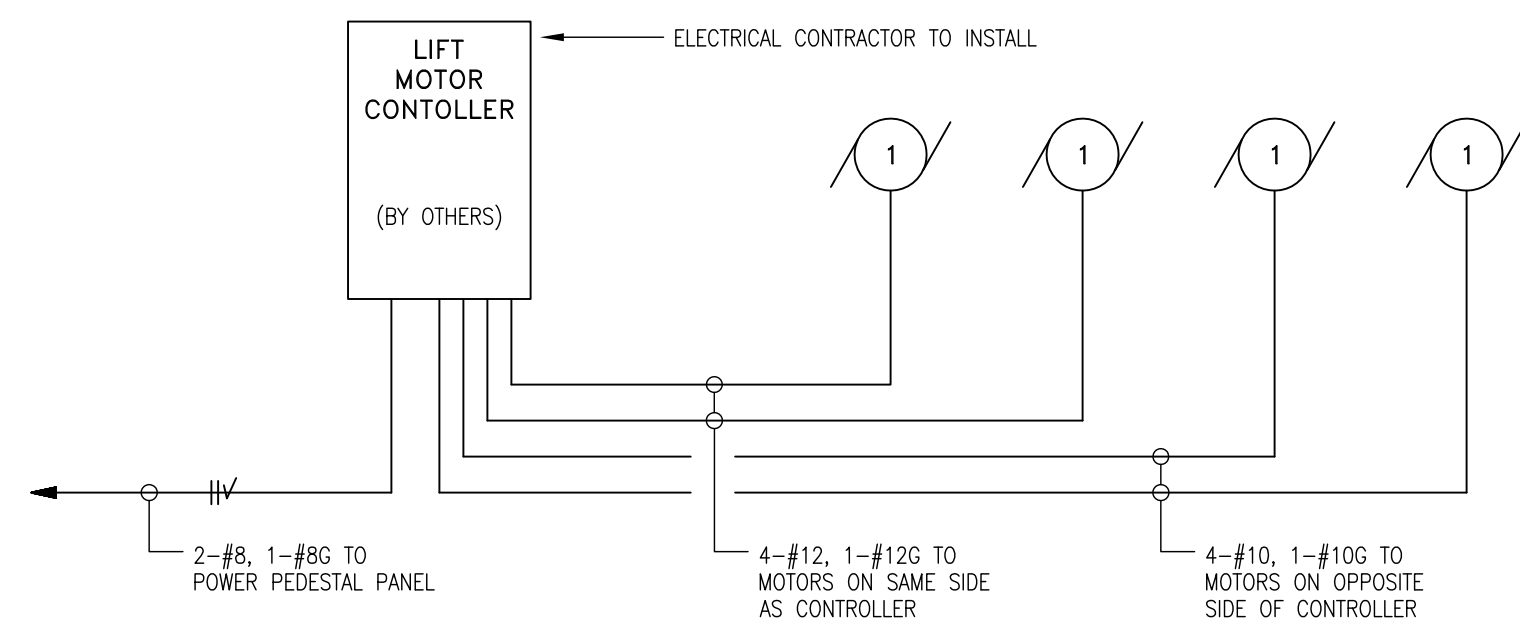 LIFT
MOTOR
CONTOLLER
(BY OTHERS)
ELECTRICAL CONTRACTOR TO INSTALL
1
1
1
1
2-#8, 1-#8G TO
POWER PEDESTAL PANEL
4-#12, 1-#12G TO
MOTORS ON SAME SIDE
AS CONTROLLER
4-#10, 1-#10G TO
MOTORS ON OPPOSITE
SIDE OF CONTROLLER